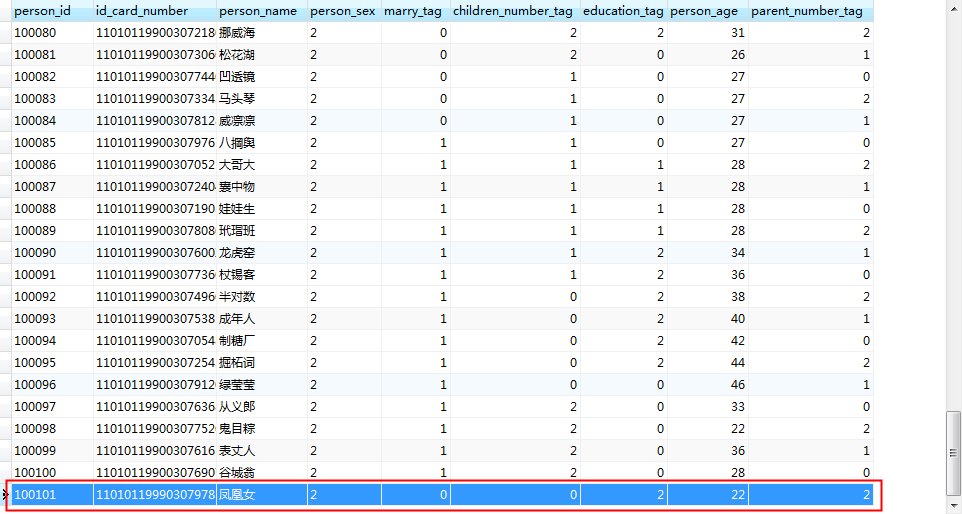 person_id id_card_number person_name person_sex marry_tag children_number_tag education_tag person_age parent_number_tag
100080 11010119900307218 挪威海 2 0 2 2 31 2
100081 11010119900307306 松花湖 2 0 2 0 26 1
100082 11010119900307744 凹透镜 2 0 1 0 27 0
100083 11010119900307334 马头琴 2 0 1 0 27 2
100084 11010119900307812 威凛凛 2 0 1 0 27 1
100085 11010119900307976 八搁舆 2 1 1 0 27 0
100086 11010119900307052 大哥大 2 1 1 1 28 2
100087 11010119900307240 囊中物 2 1 1 1 28 1
100088 11010119900307190 娃娃生 2 1 1 1 28 0
100089 11010119900307808 玳瑁班 2 1 1 1 28 2
100090 11010119900307600 龙虎窑 2 1 1 2 34 1
100091 11010119900307736 杖锡客 2 1 1 2 36 0
100092 11010119900307496 半对数 2 1 0 2 38 2
100093 11010119900307538 成年人 2 1 0 2 40 1
100094 11010119900307054 制糖厂 2 1 0 2 42 0
100095 11010119900307254 掘柘词 2 1 0 2 44 2
100096 11010119900307912 绿莹莹 2 1 0 0 46 1
100097 11010119900307636 从义郎 2 1 2 0 33 0
100098 11010119900307752 鬼目粽 2 1 2 0 22 2
100099 11010119900307616 表丈人 2 1 2 0 36 1
100100 11010119900307690 谷城翁 2 1 2 0 28 0
100101 11010119990307978 凤凰女 2 0 0 2 22 2